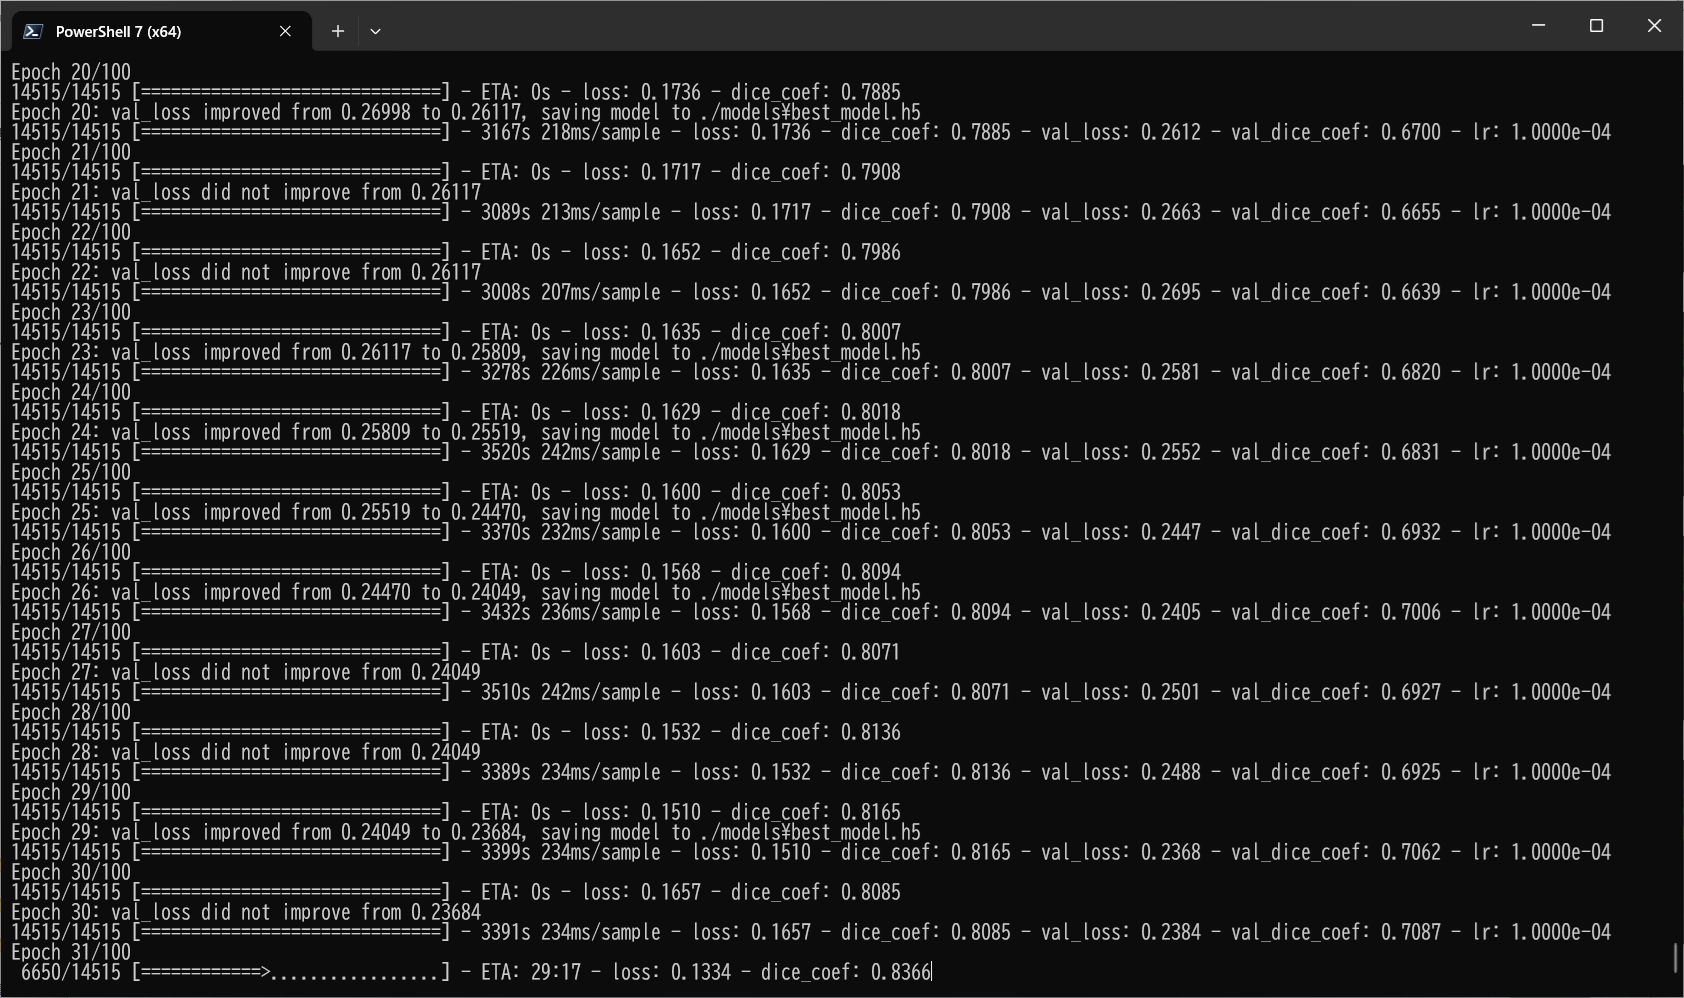 PowerShell 7 (x64)
Epoch 20/100
14515/14515 [==============================] - ETA: 0s - loss: 0.1736 - dice_coef: 0.7885
Epoch 20: val_loss improved from 0.26998 to 0.26117, saving model to ./models¥best_model.h5
14515/14515 [==============================] - 3167s 218ms/sample - loss: 0.1736 - dice_coef: 0.7885 - val_loss: 0.2612 - val_dice_coef: 0.6700 - lr: 1.0000e-04
Epoch 21/100
14515/14515 [==============================] - ETA: 0s - loss: 0.1717 - dice_coef: 0.7908
Epoch 21: val_loss did not improve from 0.26117
14515/14515 [==============================] - 3089s 213ms/sample - loss: 0.1717 - dice_coef: 0.7908 - val_loss: 0.2663 - val_dice_coef: 0.6655 - lr: 1.0000e-04
Epoch 22/100
14515/14515 [==============================] - ETA: 0s - loss: 0.1652 - dice_coef: 0.7986
Epoch 22: val_loss did not improve from 0.26117
14515/14515 [==============================] - 3008s 207ms/sample - loss: 0.1652 - dice_coef: 0.7986 - val_loss: 0.2695 - val_dice_coef: 0.6639 - lr: 1.0000e-04
Epoch 23/100
14515/14515 [==============================] - ETA: 0s - loss: 0.1635 - dice_coef: 0.8007
Epoch 23: val_loss improved from 0.26117 to 0.25809, saving model to ./models¥best_model.h5
14515/14515 [==============================] - 3278s 226ms/sample - loss: 0.1635 - dice_coef: 0.8007 - val_loss: 0.2581 - val_dice_coef: 0.6820 - lr: 1.0000e-04
Epoch 24/100
14515/14515 [==============================] - ETA: 0s - loss: 0.1629 - dice_coef: 0.8018
Epoch 24: val_loss improved from 0.25809 to 0.25519, saving model to ./models¥best_model.h5
14515/14515 [==============================] - 3520s 242ms/sample - loss: 0.1629 - dice_coef: 0.8018 - val_loss: 0.2552 - val_dice_coef: 0.6831 - lr: 1.0000e-04
Epoch 25/100
14515/14515 [==============================] - ETA: 0s - loss: 0.1600 - dice_coef: 0.8053
Epoch 25: val_loss improved from 0.25519 to 0.24470, saving model to ./models¥best_model.h5
14515/14515 [==============================] - 3370s 232ms/sample - loss: 0.1600 - dice_coef: 0.8053 - val_loss: 0.2447 - val_dice_coef: 0.6932 - lr: 1.0000e-04
Epoch 26/100
14515/14515 [==============================] - ETA: 0s - loss: 0.1568 - dice_coef: 0.8094
Epoch 26: val_loss improved from 0.24470 to 0.24049, saving model to ./models¥best_model.h5
14515/14515 [==============================] - 3432s 236ms/sample - loss: 0.1568 - dice_coef: 0.8094 - val_loss: 0.2405 - val_dice_coef: 0.7006 - lr: 1.0000e-04
Epoch 27/100
14515/14515 [==============================] - ETA: 0s - loss: 0.1603 - dice_coef: 0.8071
Epoch 27: val_loss did not improve from 0.24049
14515/14515 [==============================] - 3510s 242ms/sample - loss: 0.1603 - dice_coef: 0.8071 - val_loss: 0.2501 - val_dice_coef: 0.6927 - lr: 1.0000e-04
Epoch 28/100
14515/14515 [==============================] - ETA: 0s - loss: 0.1532 - dice_coef: 0.8136
Epoch 28: val_loss did not improve from 0.24049
14515/14515 [==============================] - 3389s 234ms/sample - loss: 0.1532 - dice_coef: 0.8136 - val_loss: 0.2488 - val_dice_coef: 0.6925 - lr: 1.0000e-04
Epoch 29/100
14515/14515 [==============================] - ETA: 0s - loss: 0.1510 - dice_coef: 0.8165
Epoch 29: val_loss improved from 0.24049 to 0.23684, saving model to ./models¥best_model.h5
14515/14515 [==============================] - 3399s 234ms/sample - loss: 0.1510 - dice_coef: 0.8165 - val_loss: 0.2368 - val_dice_coef: 0.7062 - lr: 1.0000e-04
Epoch 30/100
14515/14515 [==============================] - ETA: 0s - loss: 0.1657 - dice_coef: 0.8085
Epoch 30: val_loss did not improve from 0.23684
14515/14515 [==============================] - 3391s 234ms/sample - loss: 0.1657 - dice_coef: 0.8085 - val_loss: 0.2384 - val_dice_coef: 0.7087 - lr: 1.0000e-04
Epoch 31/100
 6650/14515 [============>.................] - ETA: 29:17 - loss: 0.1334 - dice_coef: 0.8366